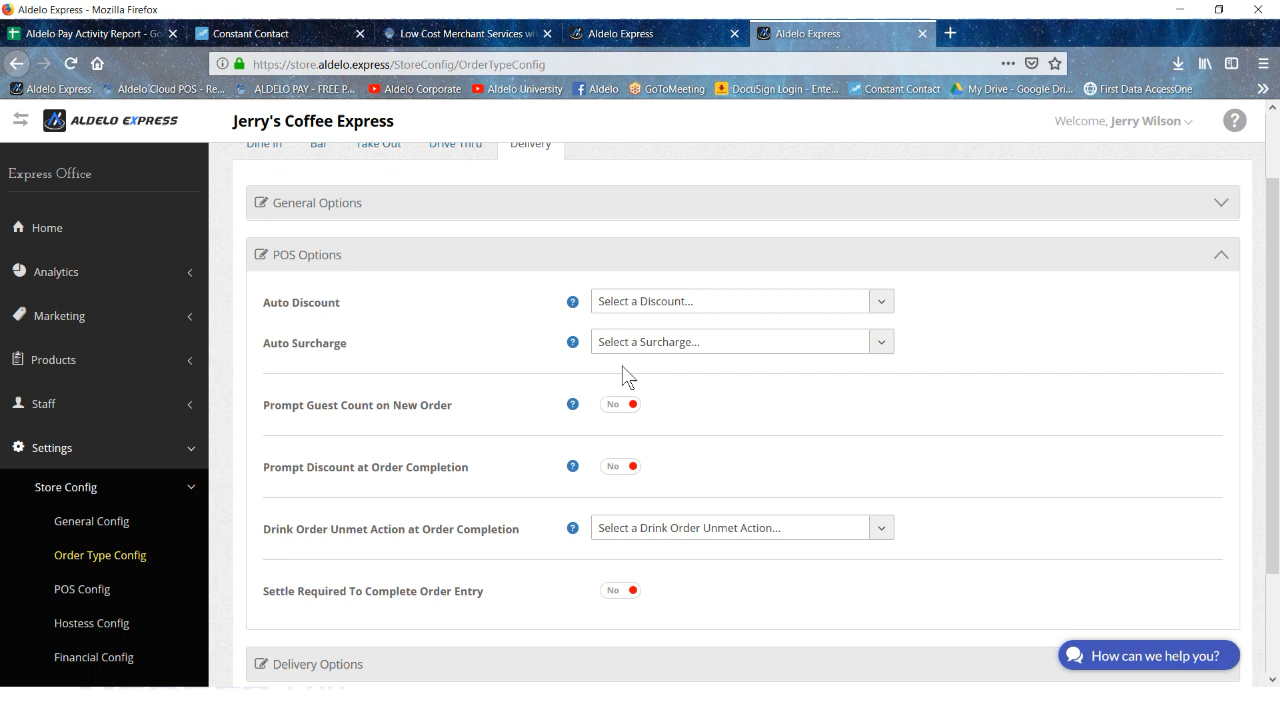 Aldelo Express - Mozilla Firefox
Aldelo Pay Activity Report - Go
Constant Contact
Low Cost Merchant Services wi
Aldelo Express
Aldelo Express
https://store.aldelo.express/StoreConfig/OrderTypeConfig
Aldelo Express.
Aldelo Cloud POS - Re...
ALDELO PAY - FREE P...
Aldelo Corporate
Aldelo University
Aldelo
GoToMeeting
DocuSign Login - Ente...
Constant Contact
My Drive - Google Dri...
First Data AccessOne
ALDELO EXPRESS
Jerry's Coffee Express
Welcome, Jerry Wilson
Express Office
Home
Analytics
Marketing
Products
Staff
Settings
Store Config
General Config
Order Type Config
POS Config
Hostess Config
Financial Config
Dine In
Bar
Take Out
Drive Thru
Delivery
General Options
POS Options
Auto Discount
? Select a Discount...
Auto Surcharge
? Select a Surcharge...
Prompt Guest Count on New Order
? No
Prompt Discount at Order Completion
? No
Drink Order Unmet Action at Order Completion
? Select a Drink Order Unmet Action...
Settle Required To Complete Order Entry
No
Delivery Options
How can we help you?